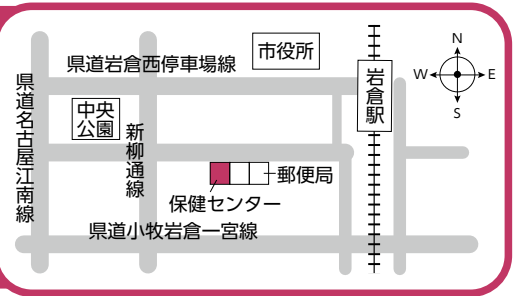 市役所
県道岩倉西停車場線
岩倉駅
N
W
E
S
県道名古屋江南線
中央
公園
新柳通線
郵便局
保健センター
県道小牧岩倉一宮線